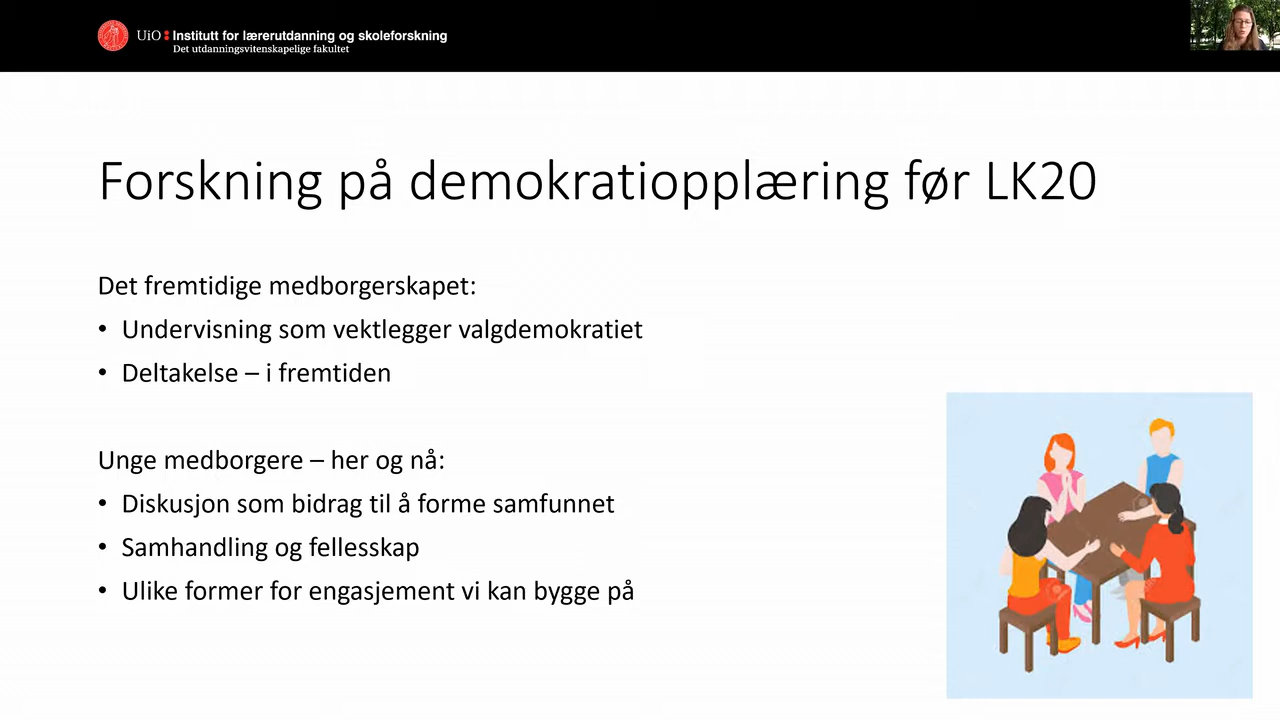 UiO : Institutt for lærerutdanning og skoleforskning
Det utdanningsvitenskapelige fakultet
Forskning på demokratiopplæring før LK20
Det fremtidige medborgerskapet:
• Undervisning som vektlegger valgdemokratiet
• Deltakelse – i fremtiden
Unge medborgere – her og nå:
• Diskusjon som bidrag til å forme samfunnet
• Samhandling og fellesskap
• Ulike former for engasjement vi kan bygge på